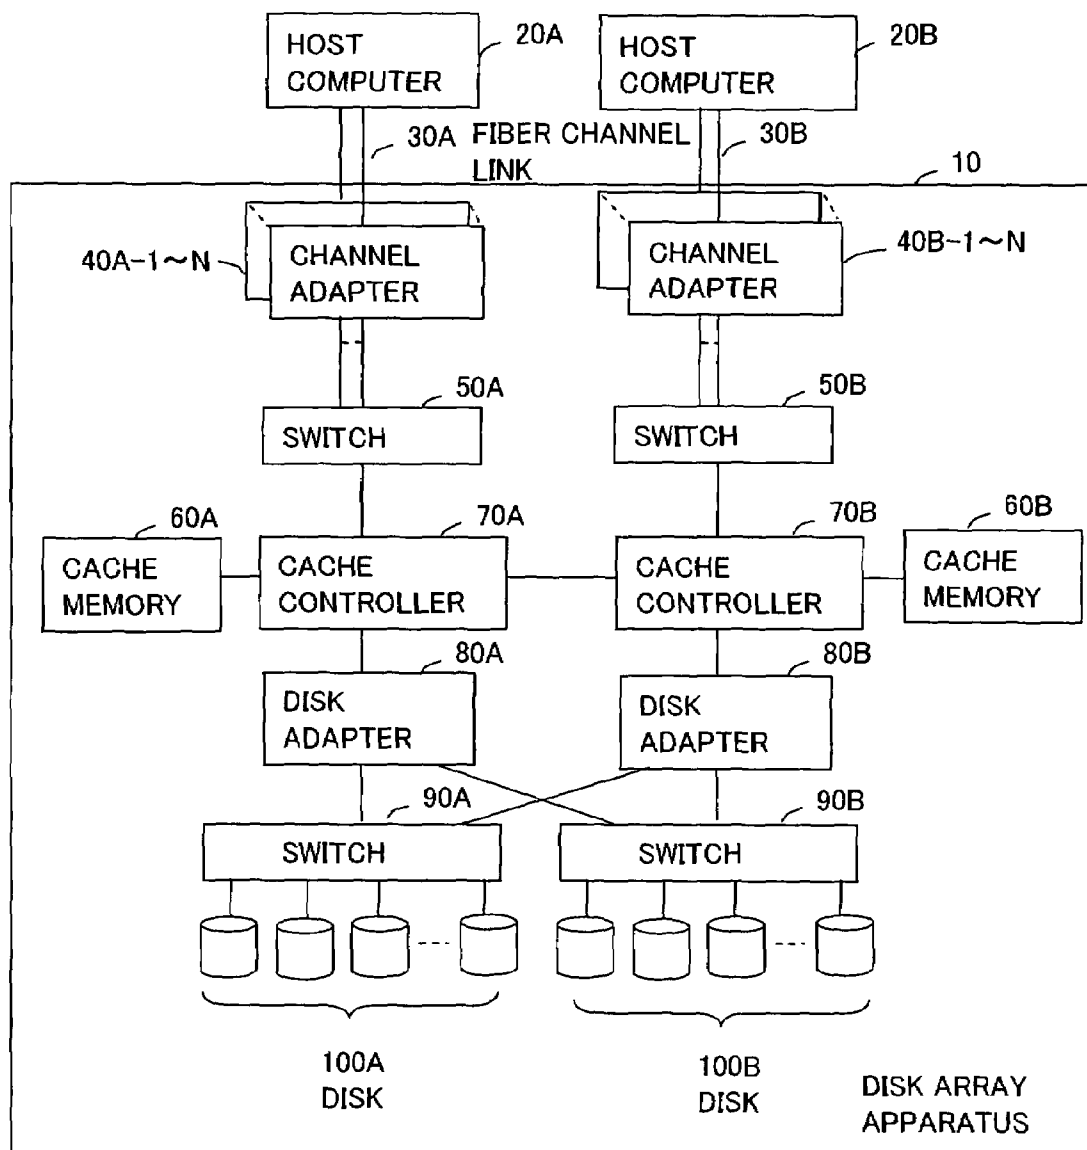 20A
HOST
COMPUTER
20B
HOST
COMPUTER
30A
FIBER CHANNEL
LINK
30B
10
40A-1~N
CHANNEL
ADAPTER
CHANNEL
ADAPTER
40B-1~N
50A
SWITCH
50B
SWITCH
60A
CACHE
MEMORY
70A
CACHE
CONTROLLER
70B
CACHE
CONTROLLER
60B
CACHE
MEMORY
80A
DISK
ADAPTER
80B
DISK
ADAPTER
90A
SWITCH
90B
SWITCH
100A
DISK
100B
DISK
DISK ARRAY
APPARATUS